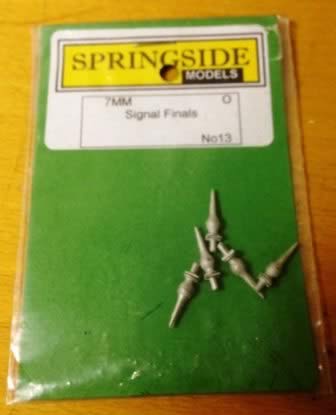 SPRINGSIDE
MODELS
7MM O
Signal Finals
No13